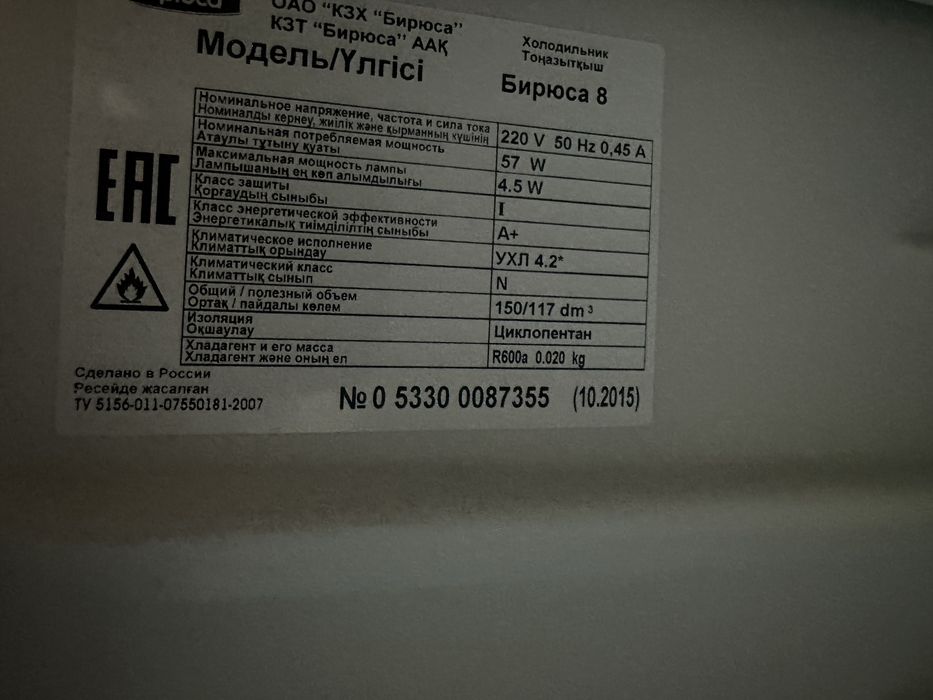 ОАО “КЗХ “Бирюса”
КЗТ “Бирюса” ААҚ
Модель/Үлгісі
Холодильник
Тоңазытқыш
Бирюса 8
Номинальное напряжение, частота и сила тока
Номиналды кернеу, жиілік және қырманның күшінің
220 V 50 Hz 0,45 A
Номинальная потребляемая мощность
Атаулы тұтыну қуаты
57 W
Максимальная мощность лампы
Лампышаның ең көп алымдылығы
4.5 W
Класс защиты
Қорғаудың сыныбы
I
Класс энергетической эффективности
Энергетикалық тиімділілтің сыныбы
A+
Климатическое исполнение
Климаттық орындау
УХЛ 4.2*
Климатический класс
Климаттық сынып
N
Общий / полезный объем
Ортақ / пайдалы көлем
150/117 dm³
Изоляция
Оқшаулау
Циклопентан
Хладагент и его масса
Хладагент және оның ел
R600a 0.020 kg
EAC
Сделано в России
Ресейде жасалған
ТУ 5156-011-07550181-2007
№ 0 5330 0087355 (10.2015)